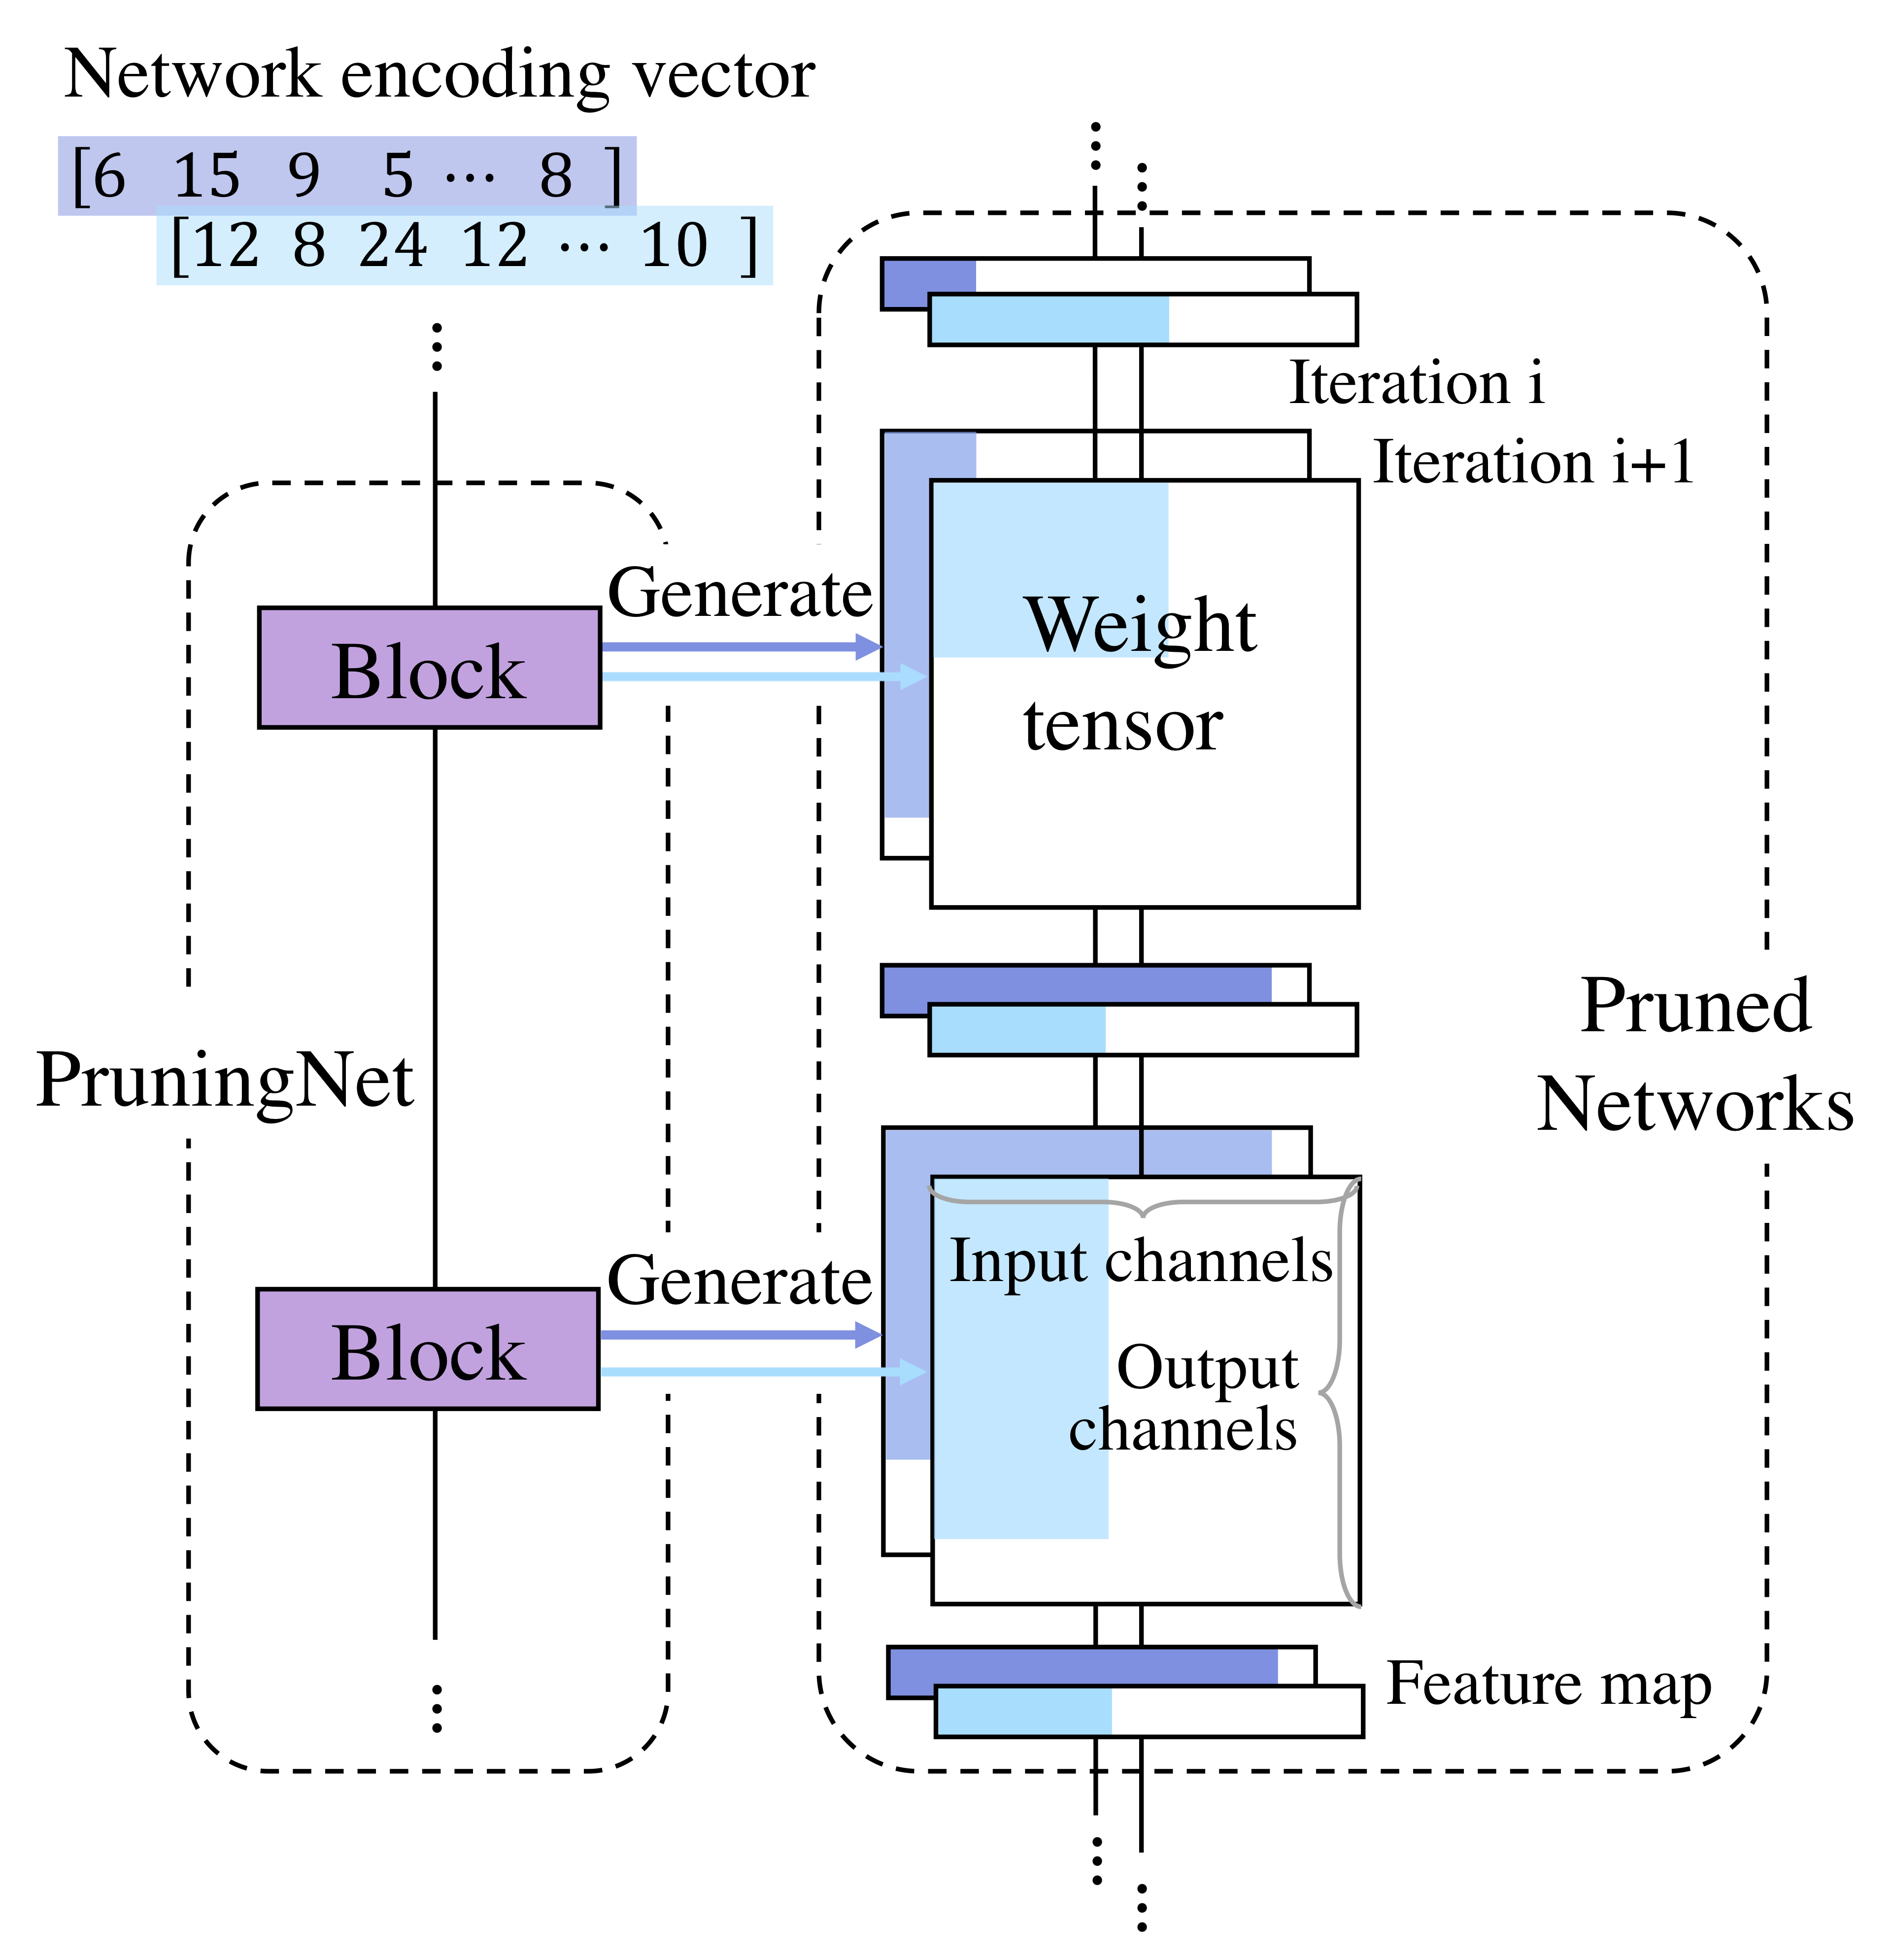 Network encoding vector
[6 15 9 5 ⋯ 8 ]
[12 8 24 12 ⋯ 10 ]
Iteration i
Iteration i+1
Generate
Block
Weight
tensor
PruningNet
Pruned
Networks
Generate
Block
Input channels
Output
channels
Feature map